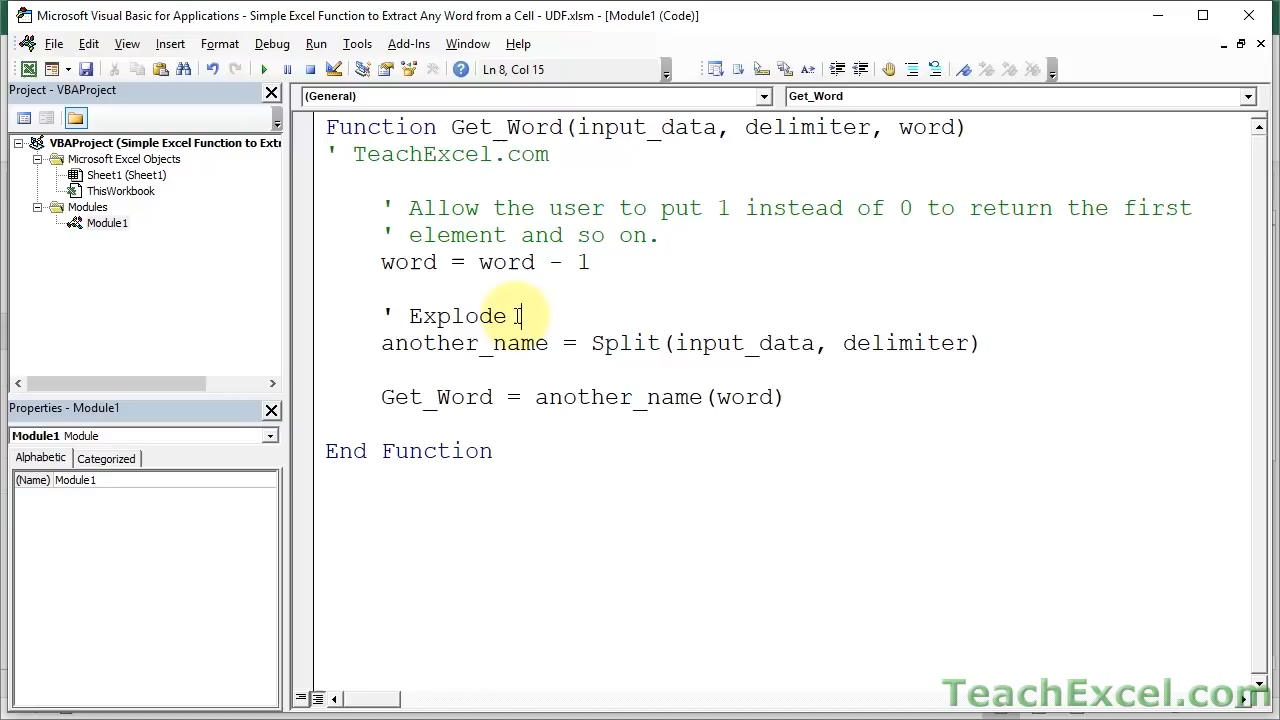 Microsoft Visual Basic for Applications - Simple Excel Function to Extract Any Word from a Cell - UDF.xlsm - [Module1 (Code)]
File Edit View Insert Format Debug Run Tools Add-Ins Window Help
Ln 8, Col 15
Project - VBAProject
VBAProject (Simple Excel Function to Extr
Microsoft Excel Objects
Sheet1 (Sheet1)
ThisWorkbook
Modules
Module1
Properties - Module1
Module1 Module
Alphabetic Categorized
(Name) Module1
(General) Get_Word
Function Get_Word(input_data, delimiter, word)
' TeachExcel.com
' Allow the user to put 1 instead of 0 to return the first
' element and so on.
word = word - 1
' Explode
another_name = Split(input_data, delimiter)
Get_Word = another_name(word)
End Function
TeachExcel.com